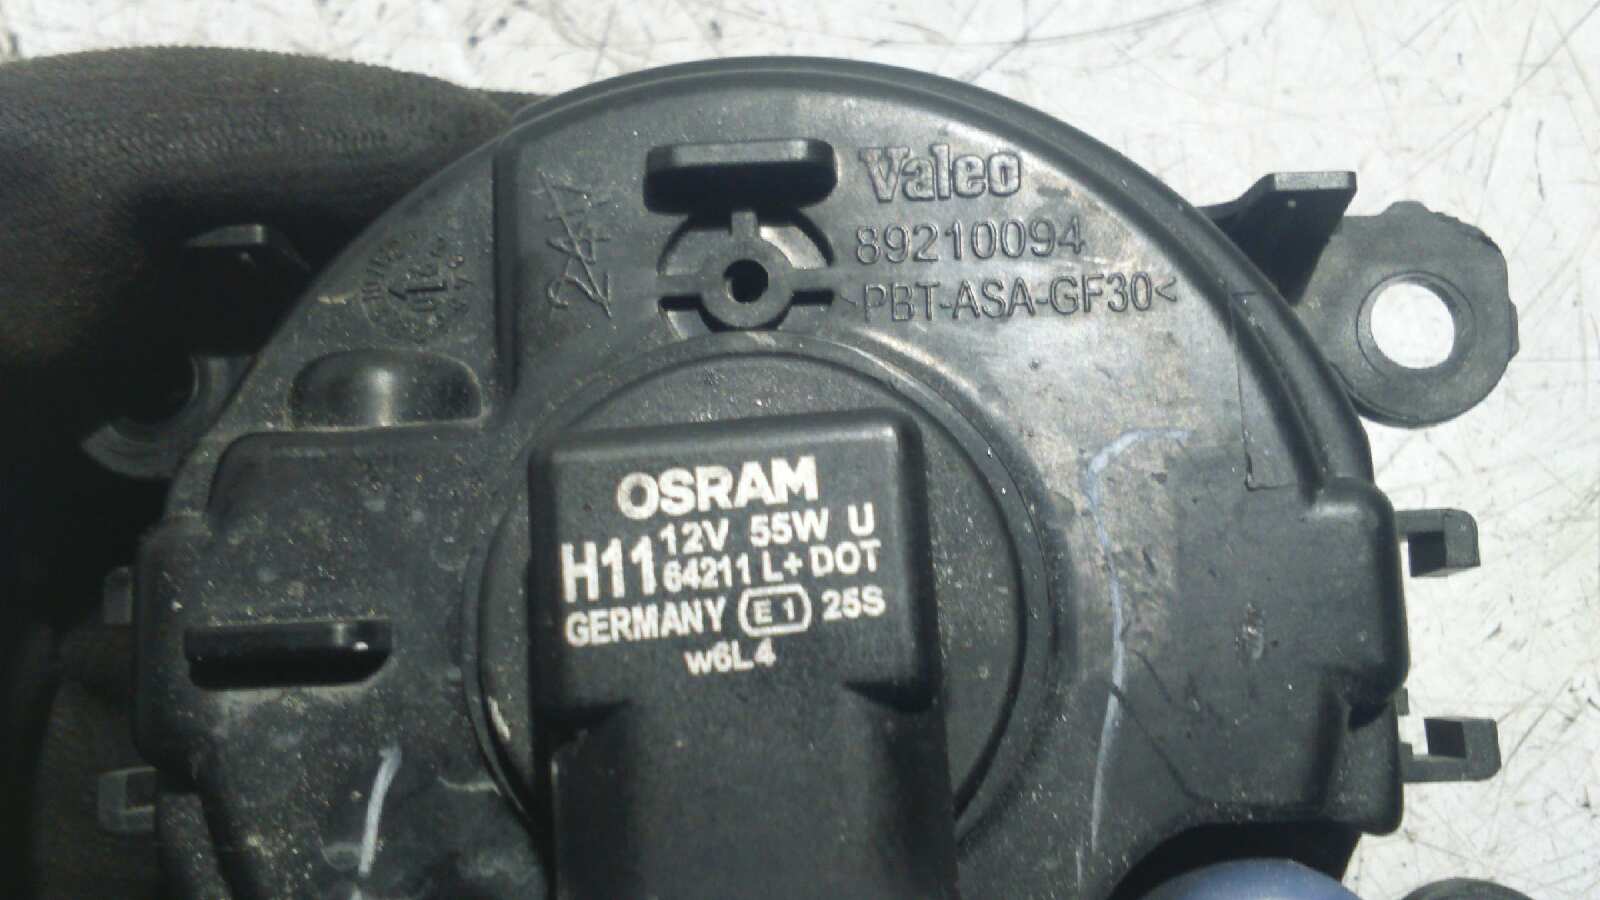 Valeo
89210094
>PBT-ASA-GF30<
OSRAM
12V 55W U
H11 64211 L+ DOT
GERMANY E1 25S
w6L4